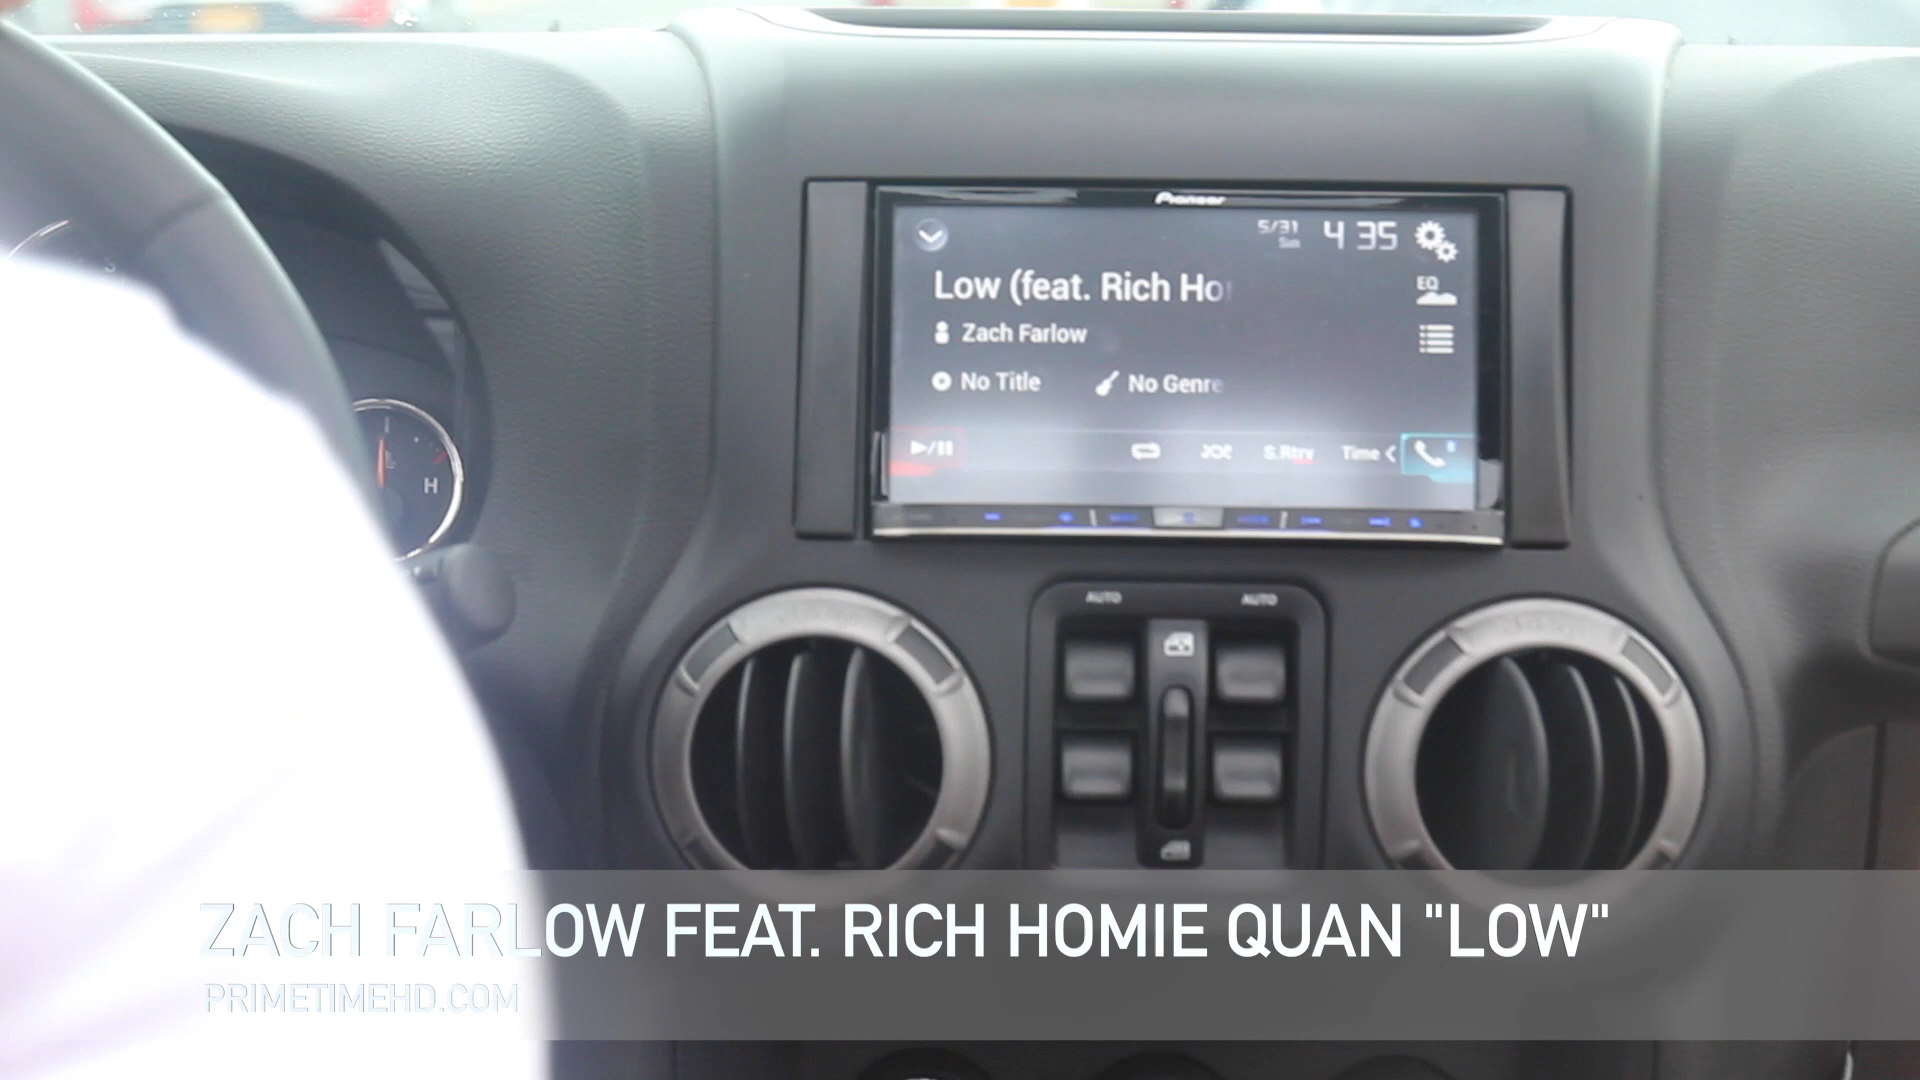 Pioneer
5/31
Sun
4 35
Low (feat. Rich Ho
EQ
Zach Farlow
No Title
No Genre
S.Rtrv
Time
H
AUTO
AUTO
ZACH FARLOW FEAT. RICH HOMIE QUAN "LOW"
PRIMETIMEHD.COM